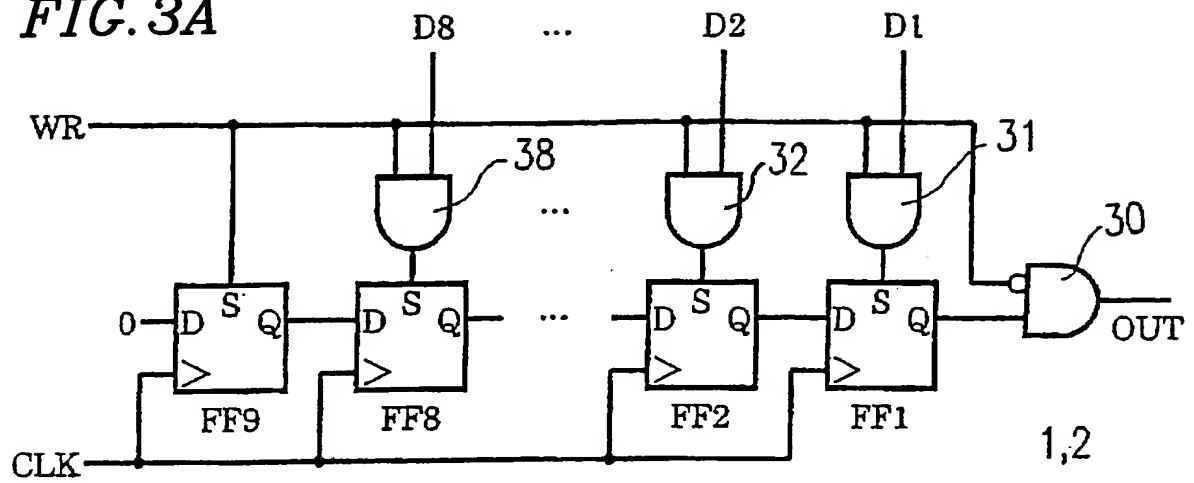 FIG. 3A
D8 ... D2 D1
WR
38 ... 32 31
30
S S S S
0 D Q D Q ... D Q D Q
OUT
FF9 FF8 FF2 FF1
1,2
CLK